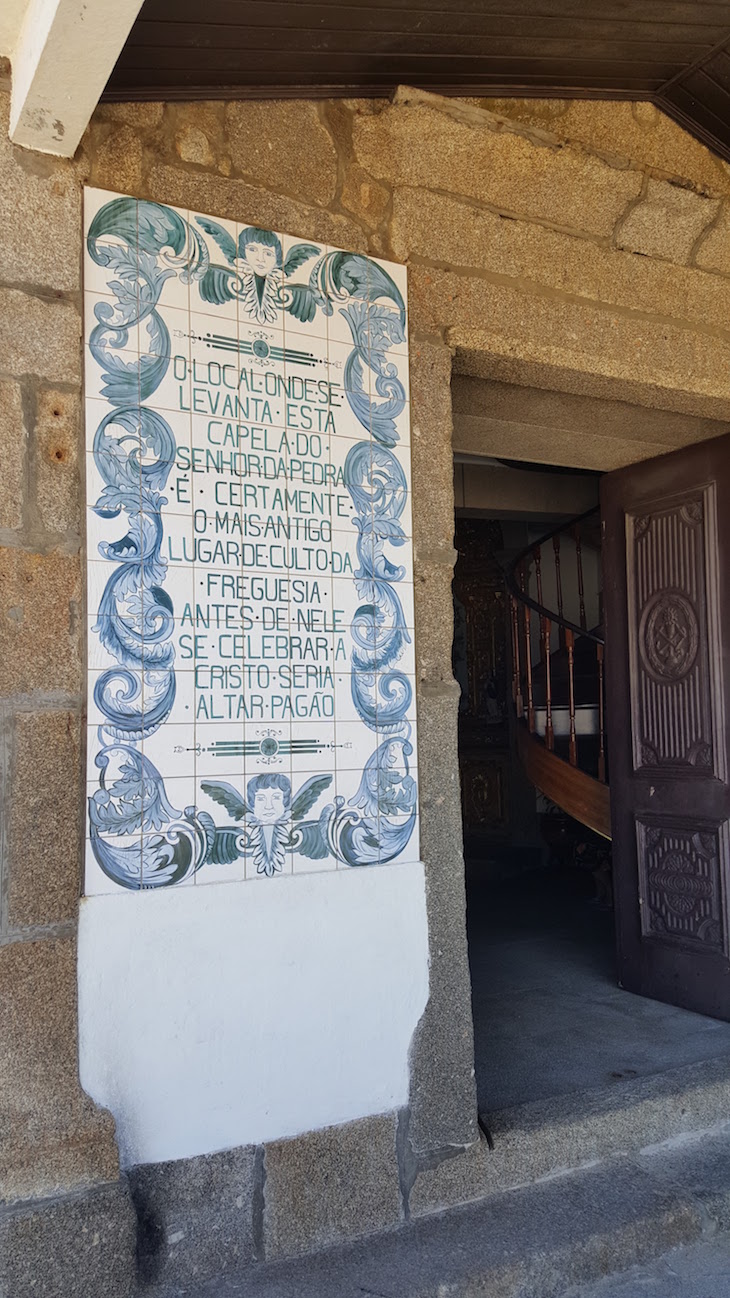 O·LOCAL·ONDE·SE·
LEVANTA·ESTA
CAPELA·DO·
SENHOR·DA·PEDRA
·É·CERTAMENTE·
O·MAIS·ANTIGO
LUGAR·DE·CULTO·DA
·FREGUESIA·
ANTES·DE·NELE
SE·CELEBRAR·A
CRISTO·SERIA·
·ALTAR·PAGÃO